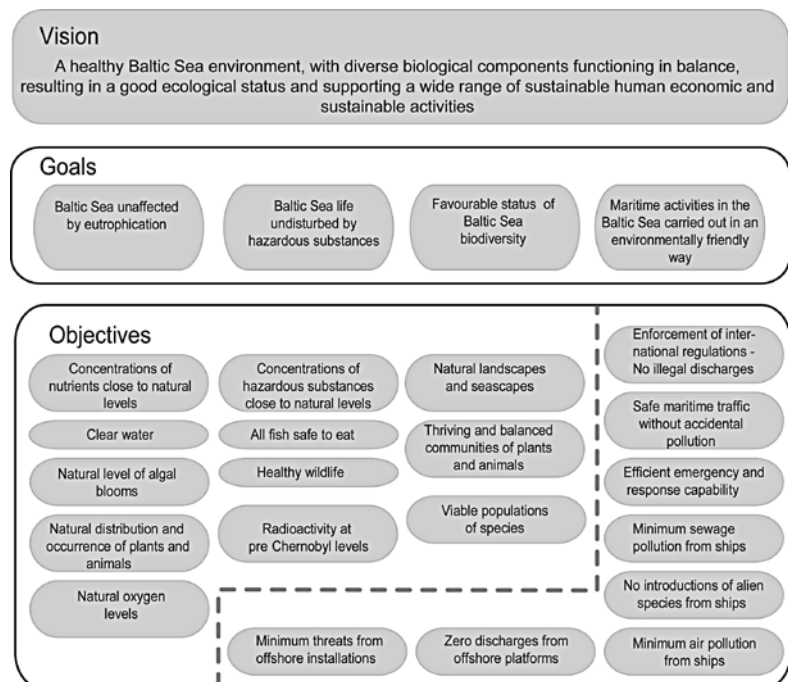 Vision
A healthy Baltic Sea environment, with diverse biological components functioning in balance,
resulting in a good ecological status and supporting a wide range of sustainable human economic and
sustainable activities
Goals
Baltic Sea unaffected
by eutrophication
Baltic Sea life
undisturbed by
hazardous substances
Favourable status of
Baltic Sea
biodiversity
Maritime activities in the
Baltic Sea carried out in an
environmentally friendly
way
Objectives
Concentrations of
nutrients close to natural
levels
Clear water
Natural level of algal
blooms
Natural distribution and
occurrence of plants and
animals
Natural oxygen
levels
Concentrations of
hazardous substances
close to natural levels
All fish safe to eat
Healthy wildlife
Radioactivity at
pre Chernobyl levels
Natural landscapes
and seascapes
Thriving and balanced
communities of plants
and animals
Viable populations
of species
Enforcement of inter-
national regulations -
No illegal discharges
Safe maritime traffic
without accidental
pollution
Efficient emergency and
response capability
Minimum sewage
pollution from ships
No introductions of alien
species from ships
Minimum air pollution
from ships
Zero discharges from
offshore platforms
Minimum threats from
offshore installations